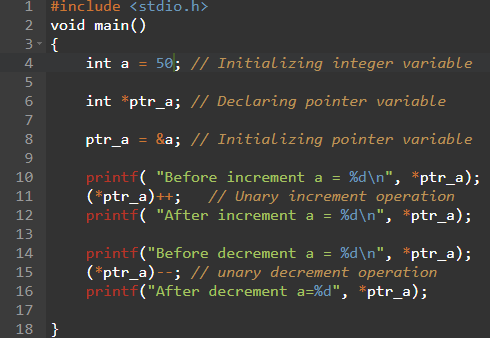 1 #include <stdio.h>
2 void main()
3 {
4 int a = 50; // Initializing integer variable
5
6 int *ptr_a; // Declaring pointer variable
7
8 ptr_a = &a; // Initializing pointer variable
9
10 printf( "Before increment a = %d\n", *ptr_a);
11 (*ptr_a)++; // Unary increment operation
12 printf( "After increment a = %d\n", *ptr_a);
13
14 printf("Before decrement a = %d\n", *ptr_a);
15 (*ptr_a)--; // unary decrement operation
16 printf("After decrement a=%d", *ptr_a);
17
18 }